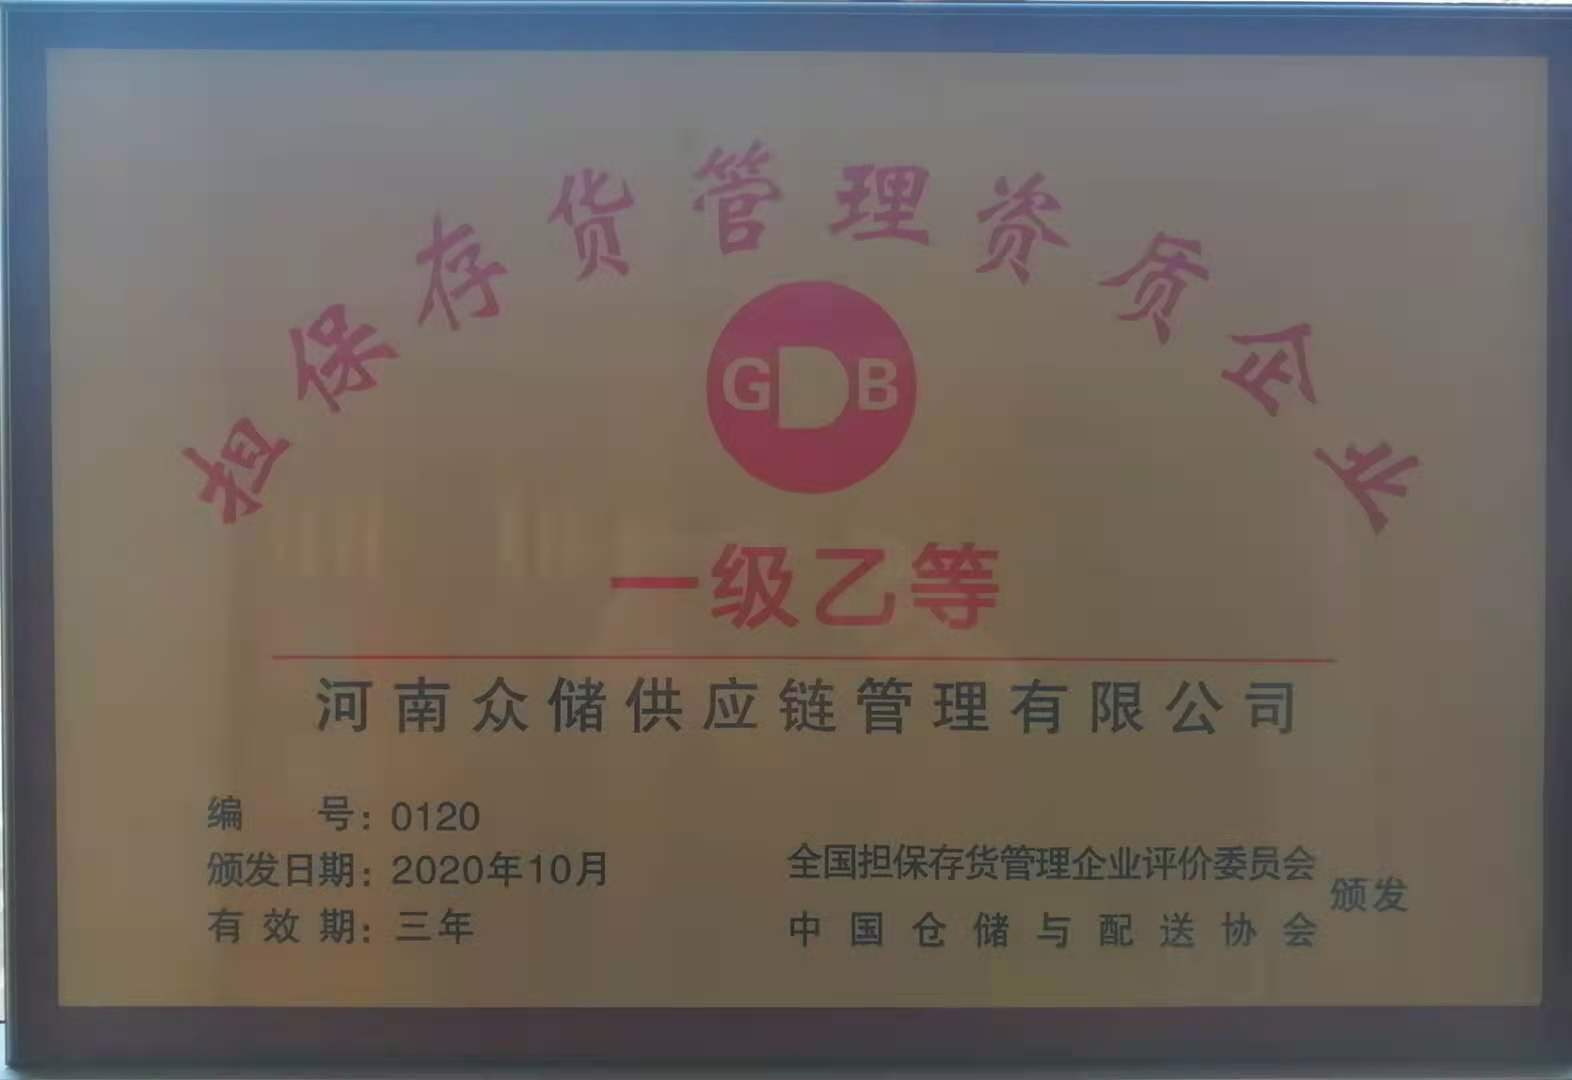 担保存货管理资质企业
GDB
一级乙等
河南众储供应链管理有限公司
编 号：0120
颁发日期：2020年10月
有效期：三年
全国担保存货管理企业评价委员会
中国仓储与配送协会
颁发